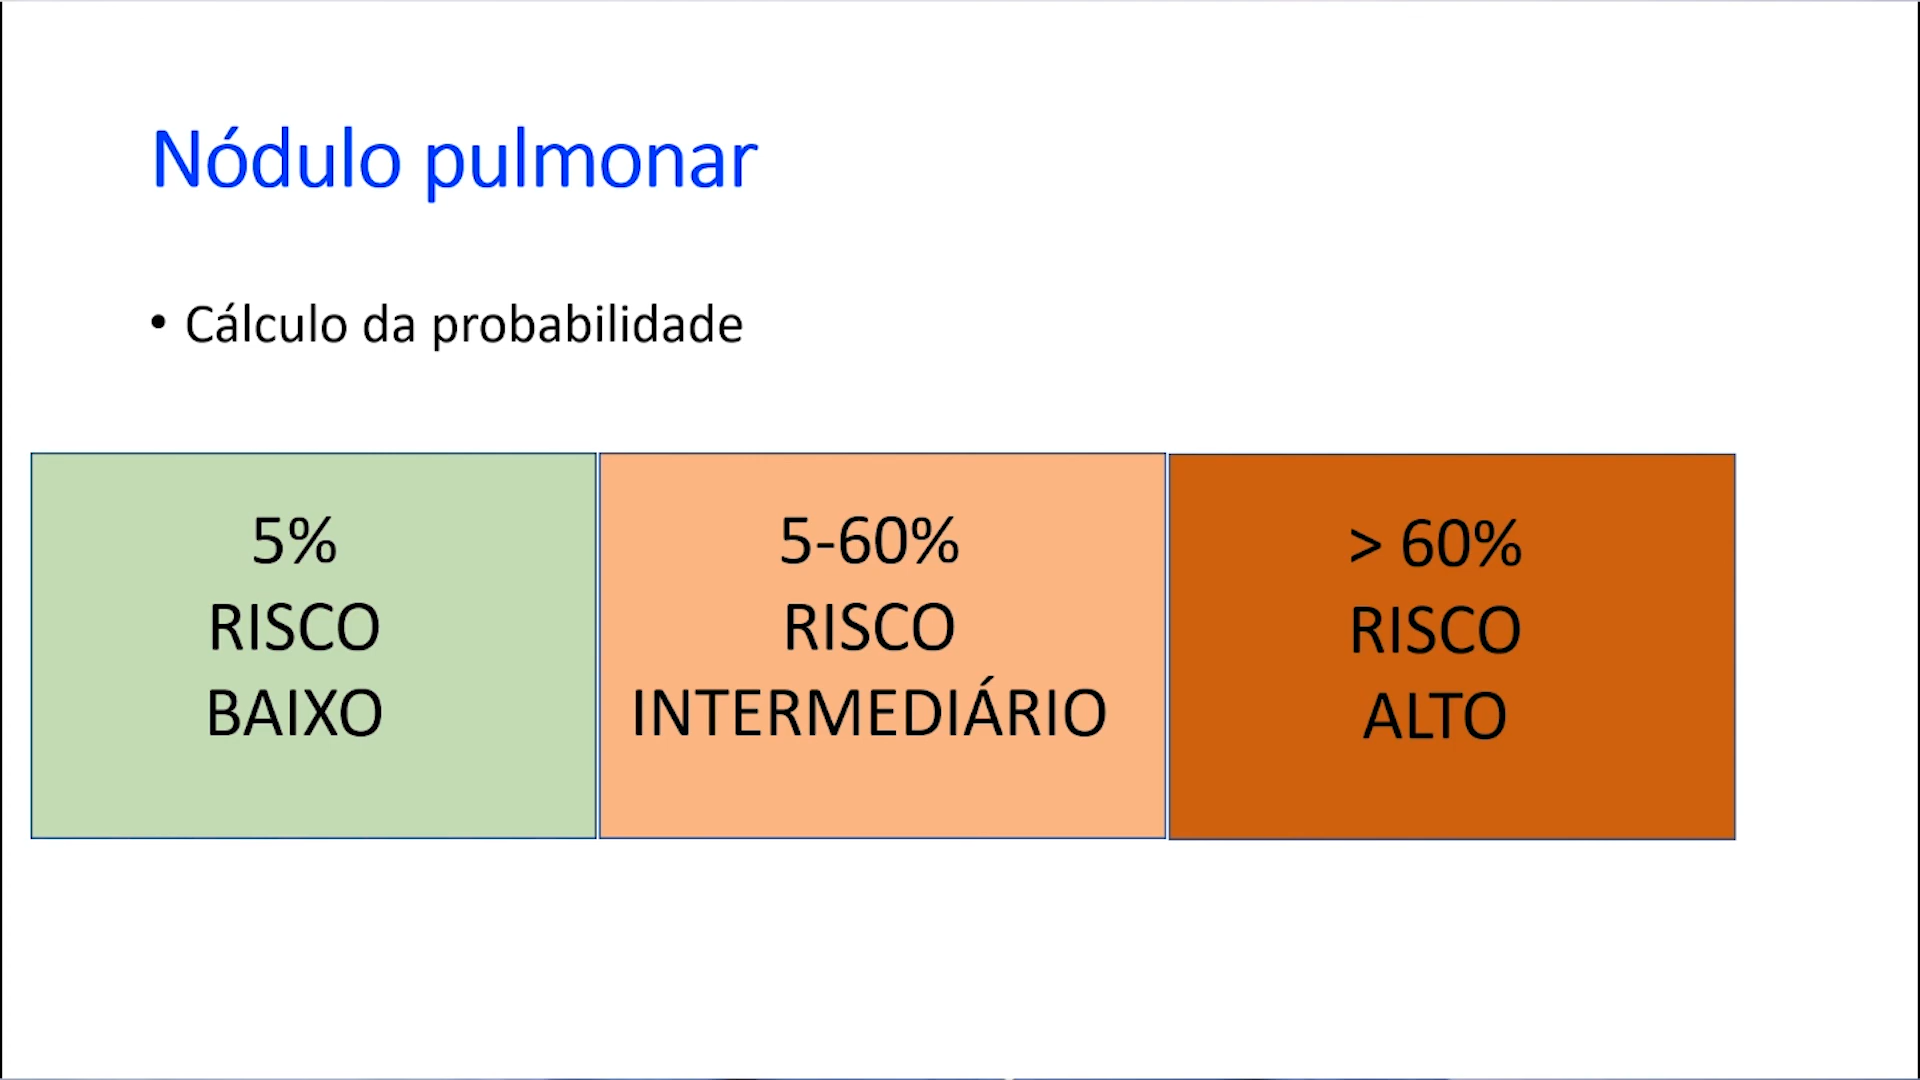 Nódulo pulmonar
• Cálculo da probabilidade
5%
RISCO
BAIXO
5-60%
RISCO
INTERMEDIÁRIO
> 60%
RISCO
ALTO